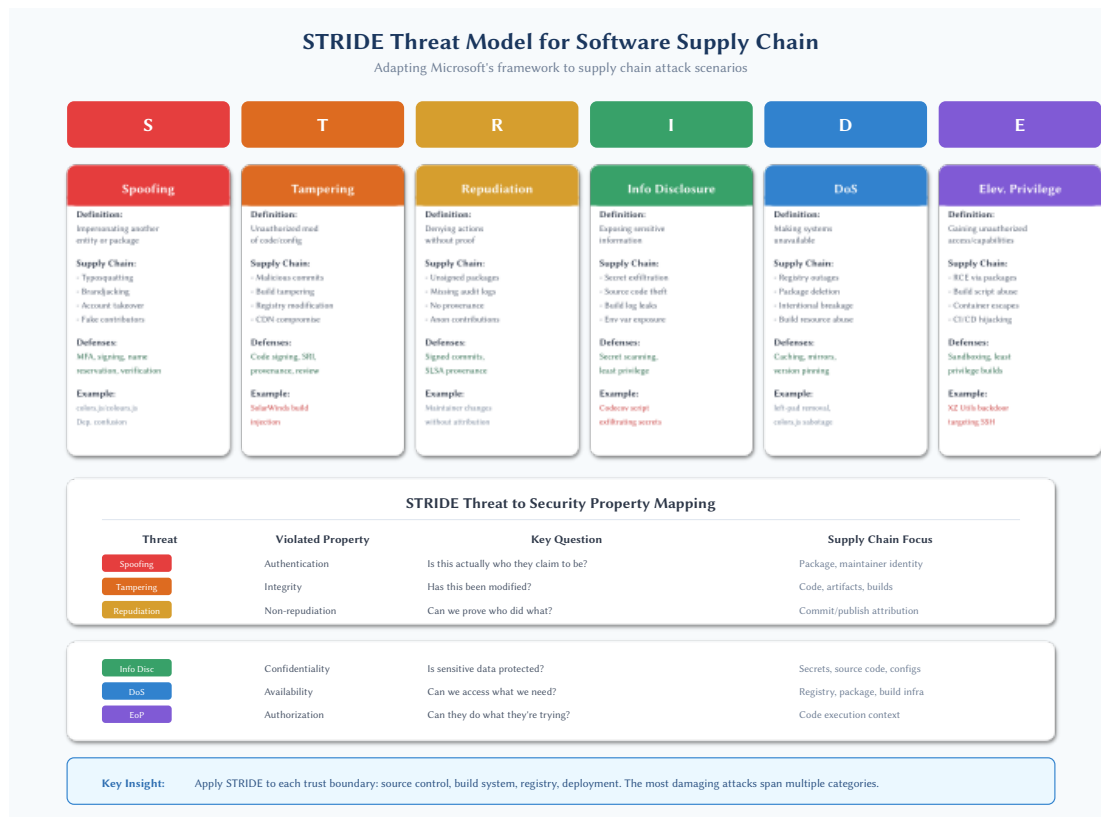 STRIDE Threat Model for Software Supply Chain
Adapting Microsoft's framework to supply chain attack scenarios
S
T
R
I
D
E
Spoofing
Definition:
Impersonating another
entity or package
Supply Chain:
- Typosquatting
- Brandjacking
- Account takeover
- Fake contributors
Defenses:
MFA, signing, name
reservation, verification
Example:
colors.js/colours.js
Dep. confusion
Tampering
Definition:
Unauthorized mod
of code/config
Supply Chain:
- Malicious commits
- Build tampering
- Registry modification
- CDN compromise
Defenses:
Code signing, SRI,
provenance, review
Example:
SolarWinds build
injection
Repudiation
Definition:
Denying actions
without proof
Supply Chain:
- Unsigned packages
- Missing audit logs
- No provenance
- Anon contributions
Defenses:
Signed commits,
SLSA provenance
Example:
Maintainer changes
without attribution
Info Disclosure
Definition:
Exposing sensitive
information
Supply Chain:
- Secret exfiltration
- Source code theft
- Build log leaks
- Env var exposure
Defenses:
Secret scanning,
least privilege
Example:
Codecov script
exfiltrating secrets
DoS
Definition:
Making systems
unavailable
Supply Chain:
- Registry outages
- Package deletion
- Intentional breakage
- Build resource abuse
Defenses:
Caching, mirrors,
version pinning
Example:
left-pad removal,
colors.js sabotage
Elev. Privilege
Definition:
Gaining unauthorized
access/capabilities
Supply Chain:
- RCE via packages
- Build script abuse
- Container escapes
- CI/CD hijacking
Defenses:
Sandboxing, least
privilege builds
Example:
XZ Utils backdoor
targeting SSH
STRIDE Threat to Security Property Mapping
Threat Violated Property Key Question Supply Chain Focus
Spoofing Authentication Is this actually who they claim to be? Package, maintainer identity
Tampering Integrity Has this been modified? Code, artifacts, builds
Repudiation Non-repudiation Can we prove who did what? Commit/publish attribution
Info Disc Confidentiality Is sensitive data protected? Secrets, source code, configs
DoS Availability Can we access what we need? Registry, package, build infra
EoP Authorization Can they do what they're trying? Code execution context
Key Insight: Apply STRIDE to each trust boundary: source control, build system, registry, deployment. The most damaging attacks span multiple categories.